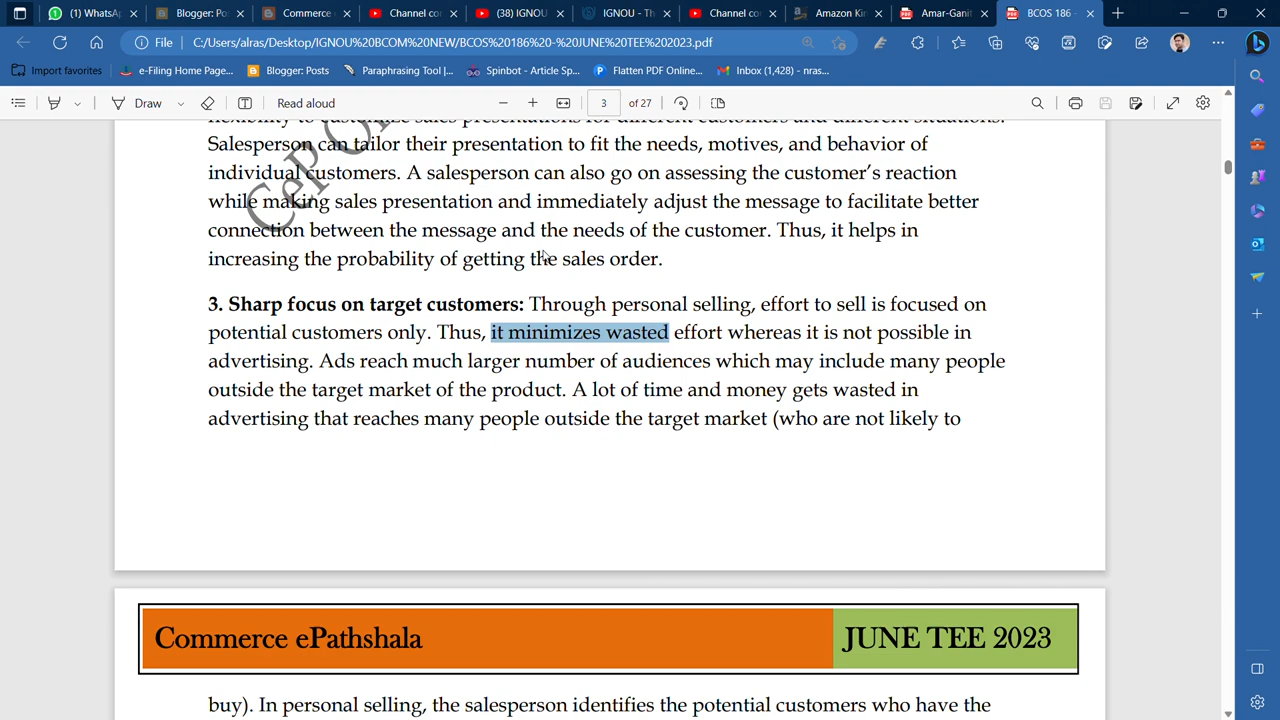 (1) WhatsA
Blogger: Po
Commerce
Channel co
(38) IGNOU
IGNOU - Th
Channel co
Amazon Ki
Amar-Ganit
BCOS 186 -
File
C:/Users/alras/Desktop/IGNOU%20BCOM%20NEW/BCOS%20186%20-%20JUNE%20TEE%202023.pdf
Import favorites
e-Filing Home Page...
Blogger: Posts
Paraphrasing Tool |...
Spinbot - Article Sp...
Flatten PDF Online...
Inbox (1,428) - nras...
Draw
Read aloud
3 of 27
Salesperson can tailor their presentation to fit the needs, motives, and behavior of
individual customers. A salesperson can also go on assessing the customer's reaction
while making sales presentation and immediately adjust the message to facilitate better
connection between the message and the needs of the customer. Thus, it helps in
increasing the probability of getting the sales order.
3. Sharp focus on target customers: Through personal selling, effort to sell is focused on
potential customers only. Thus, it minimizes wasted effort whereas it is not possible in
advertising. Ads reach much larger number of audiences which may include many people
outside the target market of the product. A lot of time and money gets wasted in
advertising that reaches many people outside the target market (who are not likely to
Commerce ePathshala
JUNE TEE 2023
buy). In personal selling, the salesperson identifies the potential customers who have the